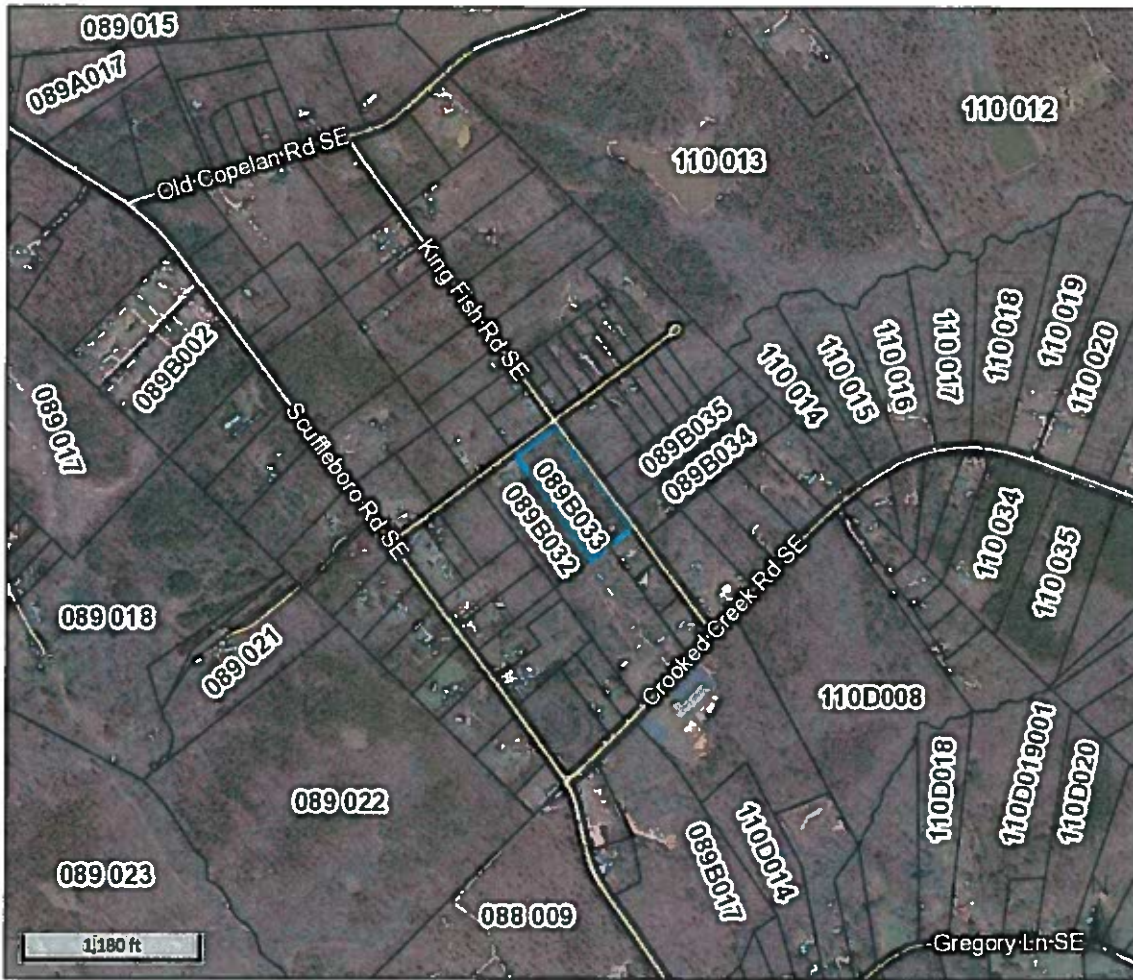 089 015
089A017
110 012
Old Copelan Rd SE
110 013
King Fish Rd SE
110 018
110 019
110 017
110 020
110 016
110 015
110 014
089B002
089 017
Scuffleboro Rd SE
089B035
089B034
089B033
089B032
110 034
110 035
089 018
089 021
Crooked Creek Rd SE
110D008
110D018
110D019001
110D020
089 022
110D014
089B017
089 023
088 009
1,180 ft
Gregory Ln SE